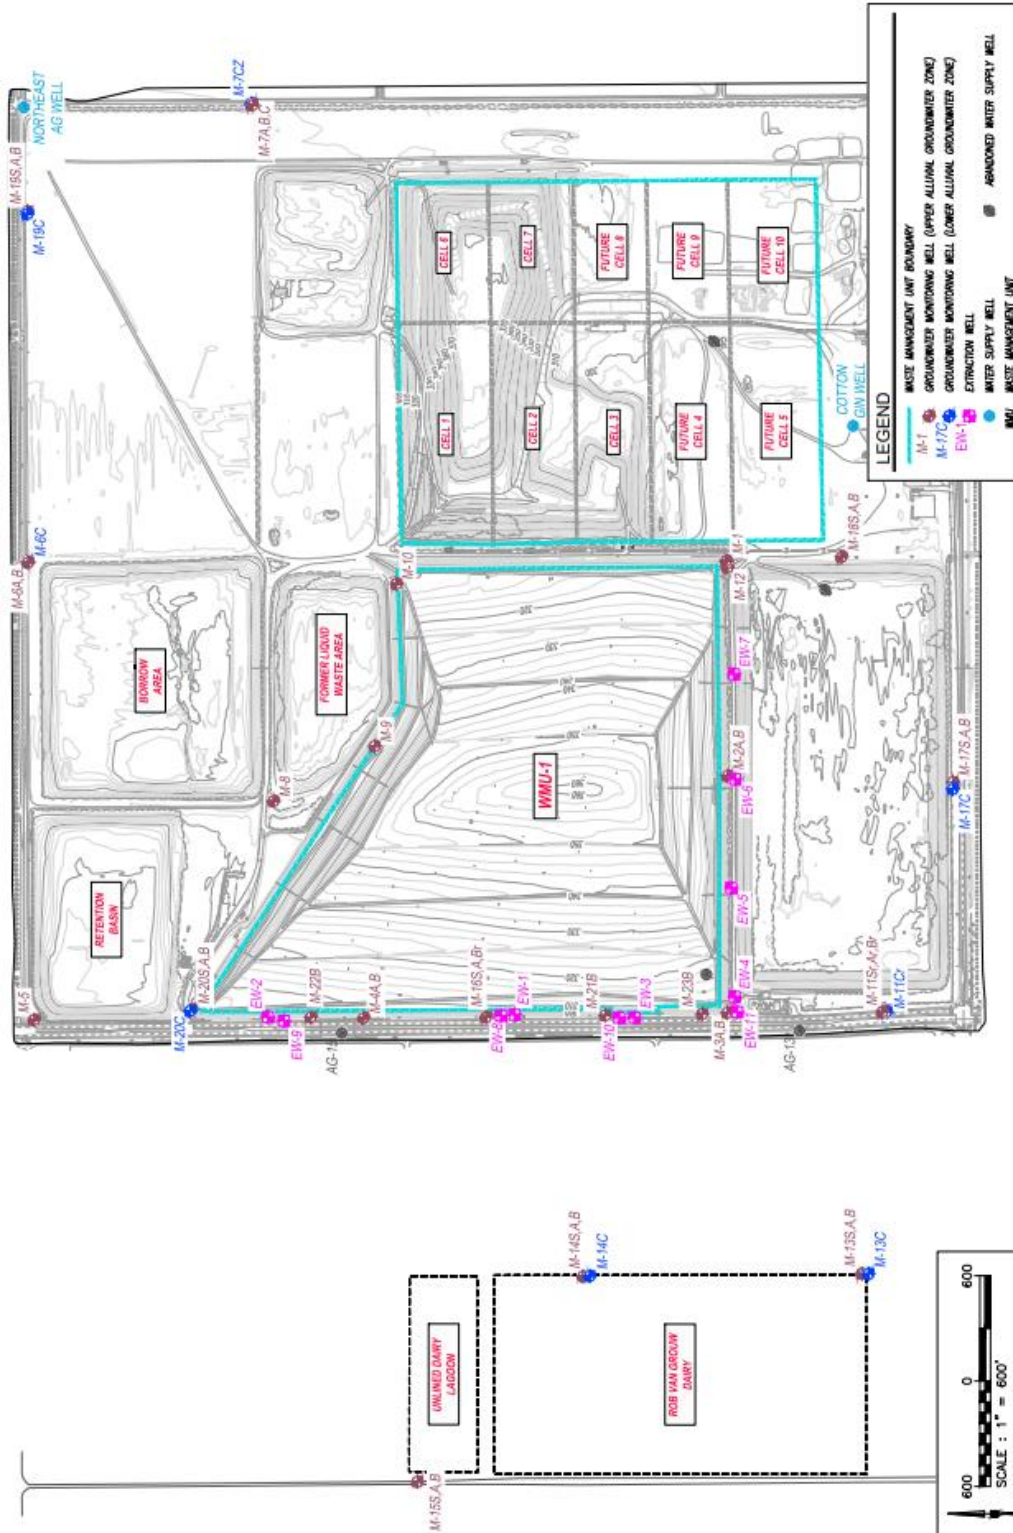 NORTHEAST
AG WELL
M-19S,A,B
M-19C
M-7CZ
M-7A,B,C
M-6A,B
M-6C
M-5
BORROW
AREA
RETENTION
BASIN
FORMER LIQUID
WASTE AREA
M-10
M-9
M-8
CELL 6
CELL 7
FUTURE
CELL 8
FUTURE
CELL 9
FUTURE
CELL 10
CELL 1
CELL 2
CELL 3
FUTURE
CELL 4
FUTURE
CELL 5
COTTON
GIN WELL
M-1
M-12
M-18S,A,B
WMU-1
M-20S,A,B
M-20C
EW-2
EW-9
M-22B
M-4A,B
AG-15
M-16S,A,Br
EW-8
EW-1
M-21B
EW-10
EW-3
M-23B
M-3A,B
EW-11
EW-4
EW-5
EW-6
M-2A,B
EW-7
AG-13
M-11Sr,Ar,Br
M-11Cr
M-17S,A,B
M-17C
UNLINED DAIRY
LAGOON
ROB VAN GROUW
DAIRY
M-15S,A,B
M-14S,A,B
M-14C
M-13S,A,B
M-13C
LEGEND
WASTE MANAGEMENT UNIT BOUNDARY
M-1 GROUNDWATER MONITORING WELL (UPPER ALLUVIAL GROUNDWATER ZONE)
M-17C GROUNDWATER MONITORING WELL (LOWER ALLUVIAL GROUNDWATER ZONE)
EW-1 EXTRACTION WELL
WATER SUPPLY WELL
ABANDONED WATER SUPPLY WELL
WMU WASTE MANAGEMENT UNIT
600 0 600
SCALE : 1" = 600'